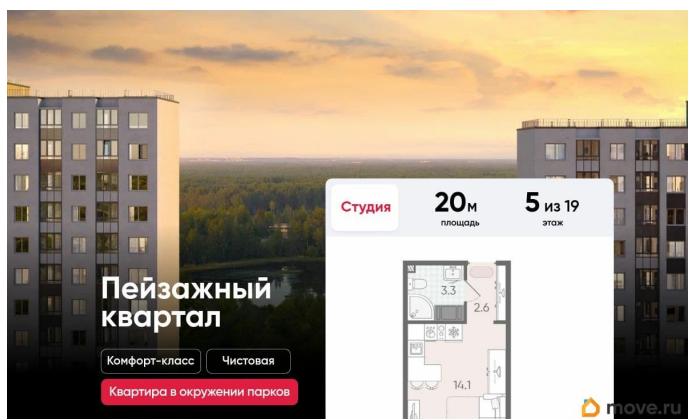 Студия
20м
площадь
5 из 19
этаж
3.3
2.6
14.1
Пейзажный
квартал
Комфорт-класс
Чистовая
Квартира в окружении парков
move.ru